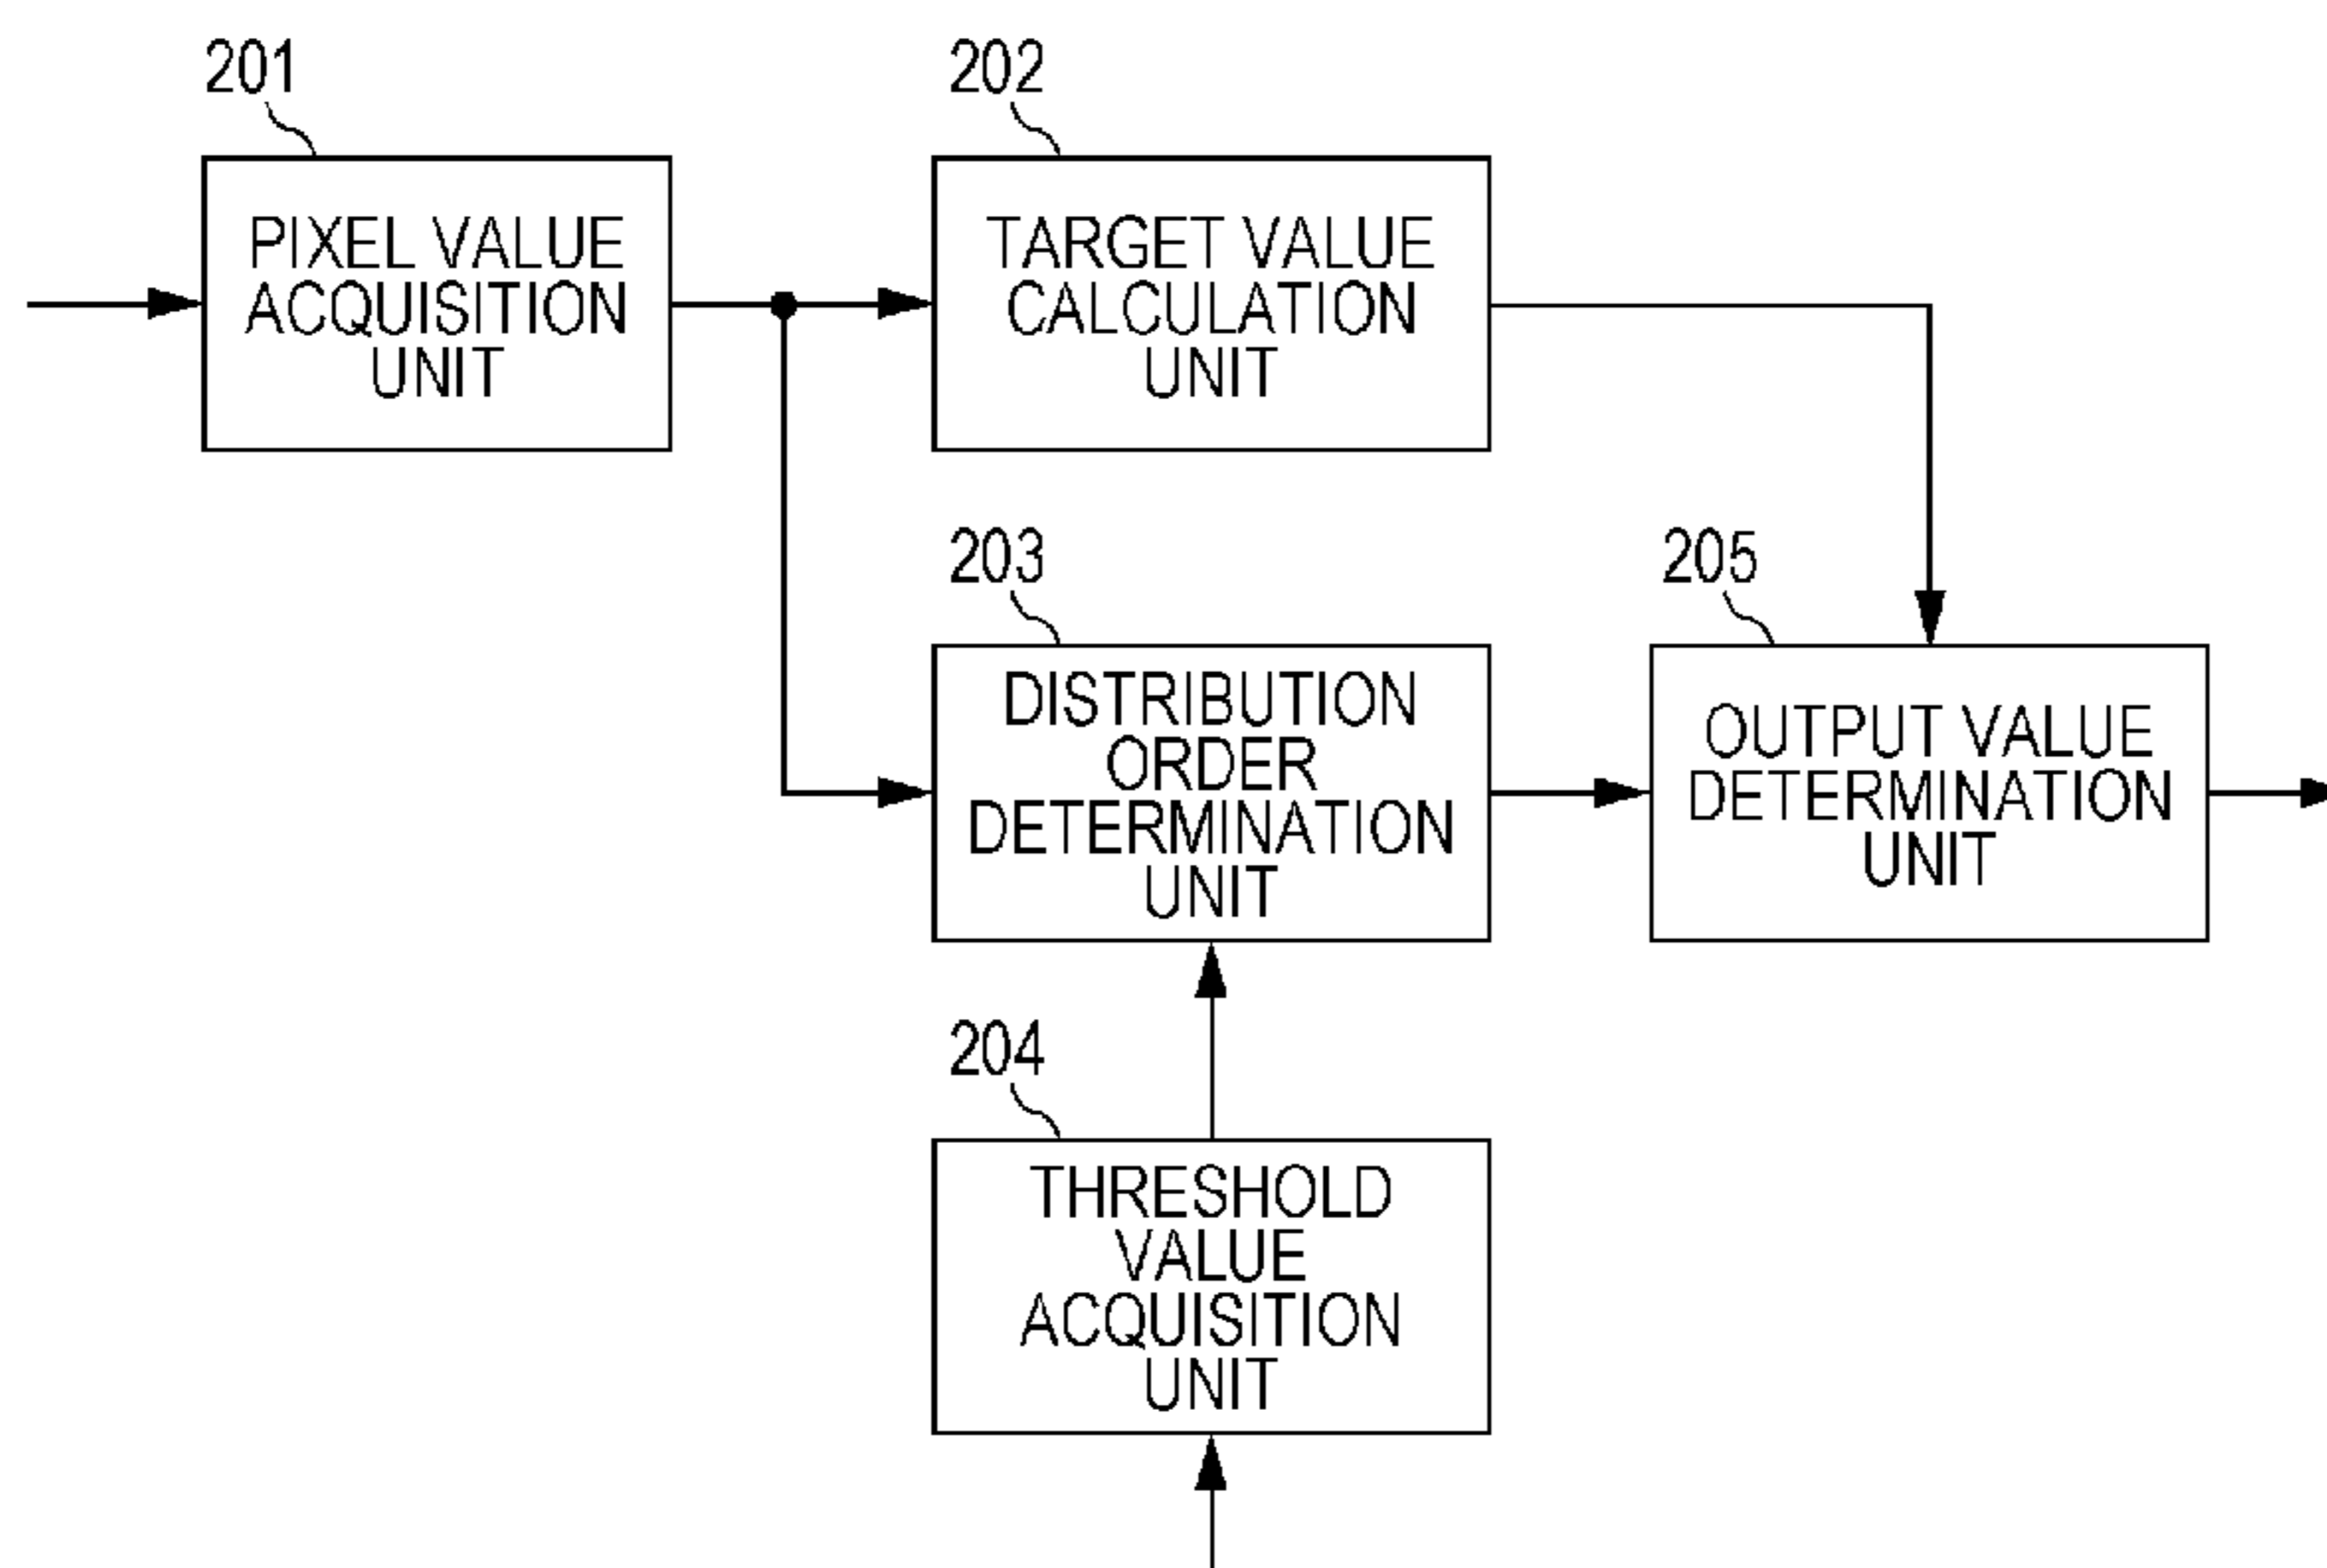 201
PIXEL VALUE
ACQUISITION
UNIT
202
TARGET VALUE
CALCULATION
UNIT
203
DISTRIBUTION
ORDER
DETERMINATION
UNIT
205
OUTPUT VALUE
DETERMINATION
UNIT
204
THRESHOLD
VALUE
ACQUISITION
UNIT